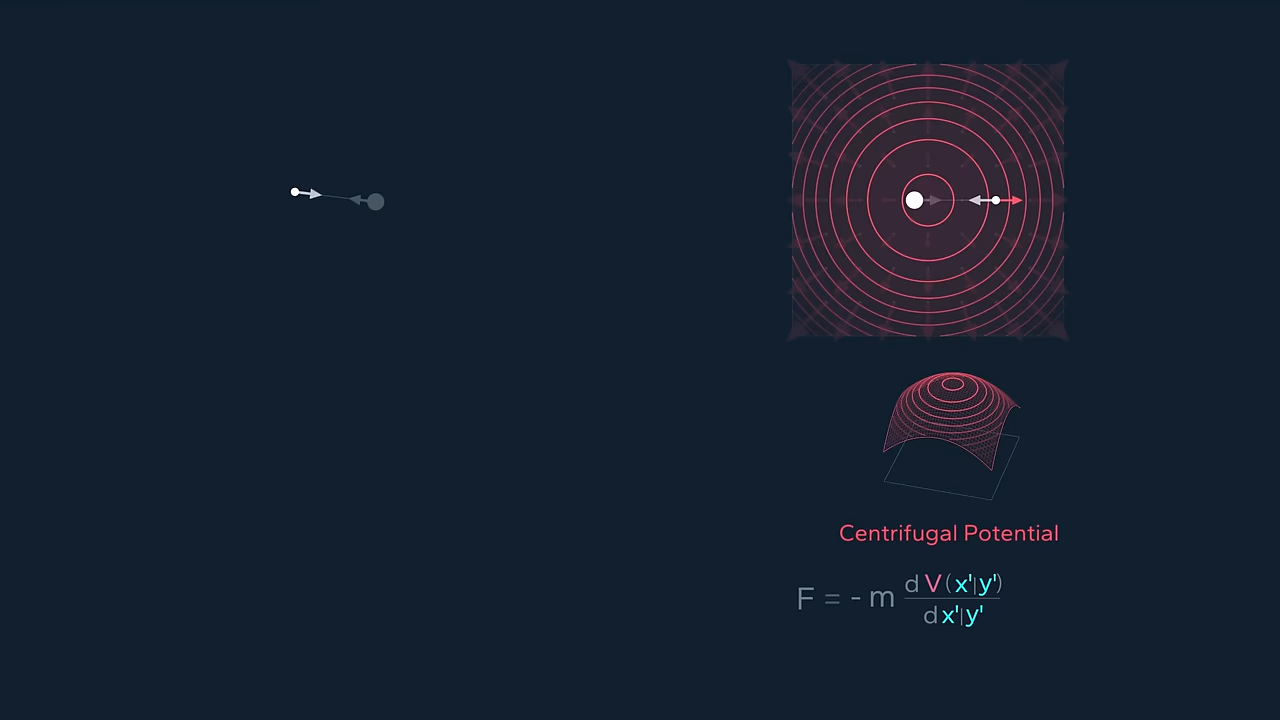 Centrifugal Potential
F = - m d V(x'|y') / d x'|y'